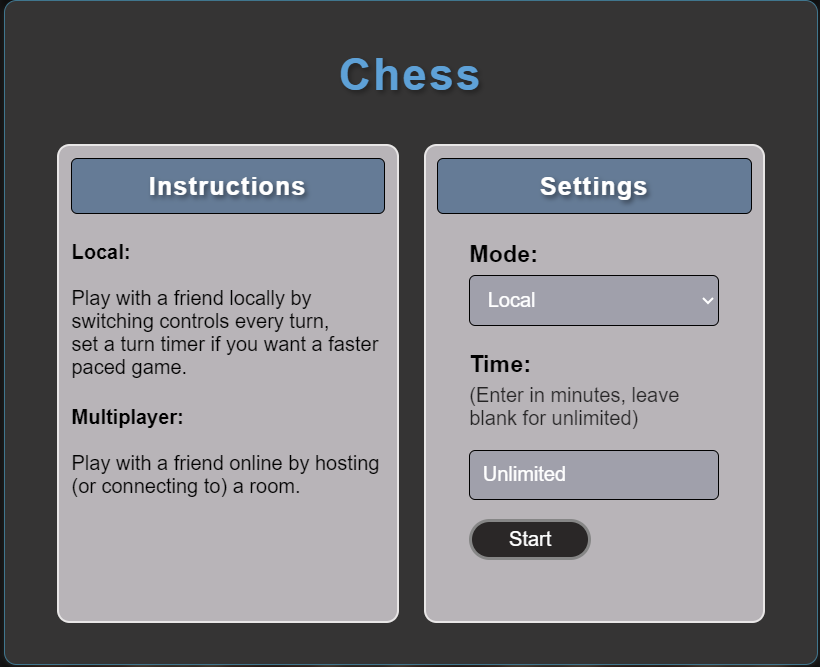 Chess
Instructions
Local:
Play with a friend locally by
switching controls every turn,
set a turn timer if you want a faster
paced game.
Multiplayer:
Play with a friend online by hosting
(or connecting to) a room.
Settings
Mode:
Local
Time:
(Enter in minutes, leave
blank for unlimited)
Unlimited
Start